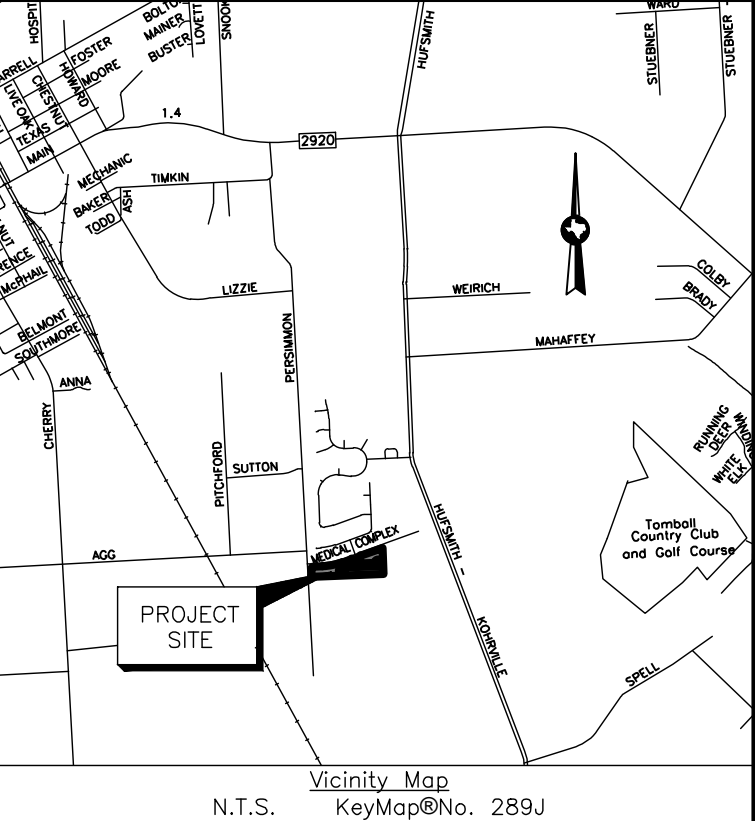 HOSPIT
BOLTO
MAINER
BUSTER
LOVETT
SNOOK
HUFSMITH
WARD
STUEBNER
STUEBNER
ARRELL
FOSTER
MOORE
HOWARD
CHESTNUT
LIVE OAK
TEXAS
MAIN
1.4
2920
MECHANIC
TIMKIN
BAKER
ASH
TODD
NUT
RENCE
McPHAIL
LIZZIE
WEIRICH
COLBY
BRADY
BELMONT
SOUTHMORE
PERSIMMON
MAHAFFEY
ANNA
CHERRY
PITCHFORD
SUTTON
RUNNING
DEER
WINDING
WHITE
ELK
HUFSMITH –
KOHRVILLE
Tomball
Country Club
and Golf Course
AGG
MEDICAL COMPLEX
PROJECT
SITE
SPELL
Vicinity Map
N.T.S. KeyMap®No. 289J